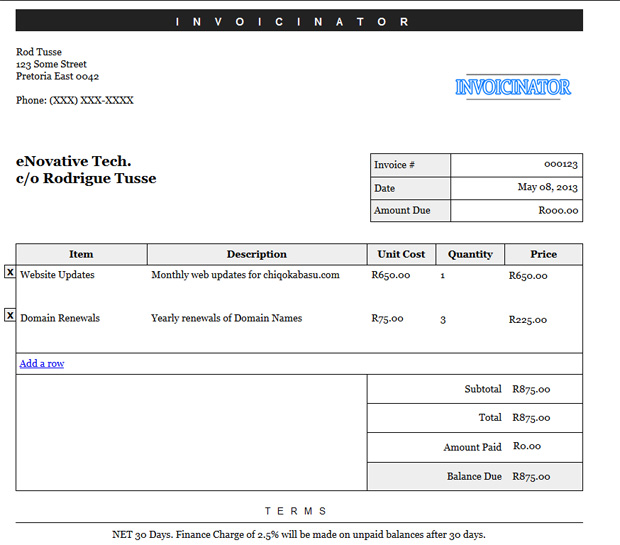 I N V O I C I N A T O R
Rod Tusse
123 Some Street
Pretoria East 0042
Phone: (XXX) XXX-XXXX
INVOICINATOR
eNovative Tech.
c/o Rodrigue Tusse
Invoice # 000123
Date May 08, 2013
Amount Due R000.00
Item Description Unit Cost Quantity Price
X Website Updates Monthly web updates for chiqokabasu.com R650.00 1 R650.00
X Domain Renewals Yearly renewals of Domain Names R75.00 3 R225.00
Add a row
Subtotal R875.00
Total R875.00
Amount Paid R0.00
Balance Due R875.00
T E R M S
NET 30 Days. Finance Charge of 2.5% will be made on unpaid balances after 30 days.